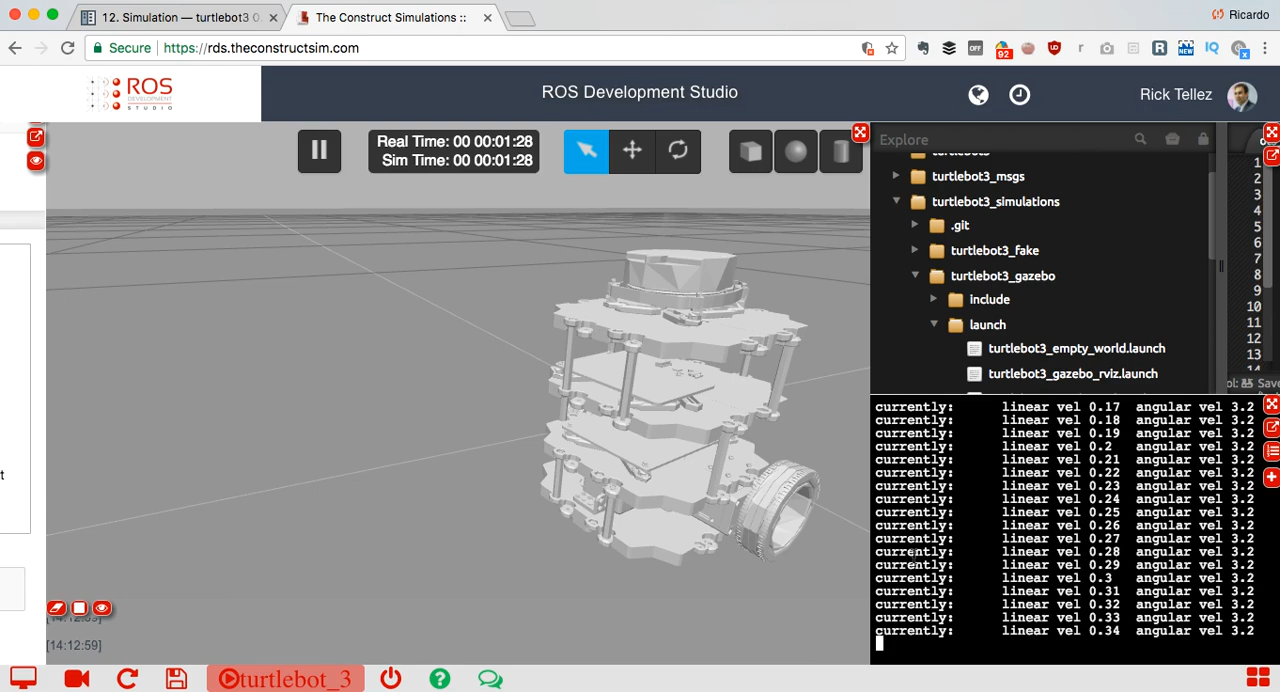 12. Simulation — turtlebot3 0.
The Construct Simulations ::
Ricardo
Secure
https://rds.theconstructsim.com
OFF
92
r
R
NEW
IQ
x
ROS
DEVELOPMENT
STUDIO
ROS Development Studio
Rick Tellez
Real Time: 00 00:01:28
Sim Time: 00 00:01:28
Explore
turtlebot3
turtlebot3_msgs
turtlebot3_simulations
.git
turtlebot3_fake
turtlebot3_gazebo
include
launch
turtlebot3_empty_world.launch
turtlebot3_gazebo_rviz.launch
1
2
3
4
5
6
7
8
9
10
11
12
13
14
Save
t
currently: linear vel 0.17 angular vel 3.2
currently: linear vel 0.18 angular vel 3.2
currently: linear vel 0.19 angular vel 3.2
currently: linear vel 0.2 angular vel 3.2
currently: linear vel 0.21 angular vel 3.2
currently: linear vel 0.22 angular vel 3.2
currently: linear vel 0.23 angular vel 3.2
currently: linear vel 0.24 angular vel 3.2
currently: linear vel 0.25 angular vel 3.2
currently: linear vel 0.26 angular vel 3.2
currently: linear vel 0.27 angular vel 3.2
currently: linear vel 0.28 angular vel 3.2
currently: linear vel 0.29 angular vel 3.2
currently: linear vel 0.3 angular vel 3.2
currently: linear vel 0.31 angular vel 3.2
currently: linear vel 0.32 angular vel 3.2
currently: linear vel 0.33 angular vel 3.2
currently: linear vel 0.34 angular vel 3.2
[14:12:59]
[14:12:59]
turtlebot_3